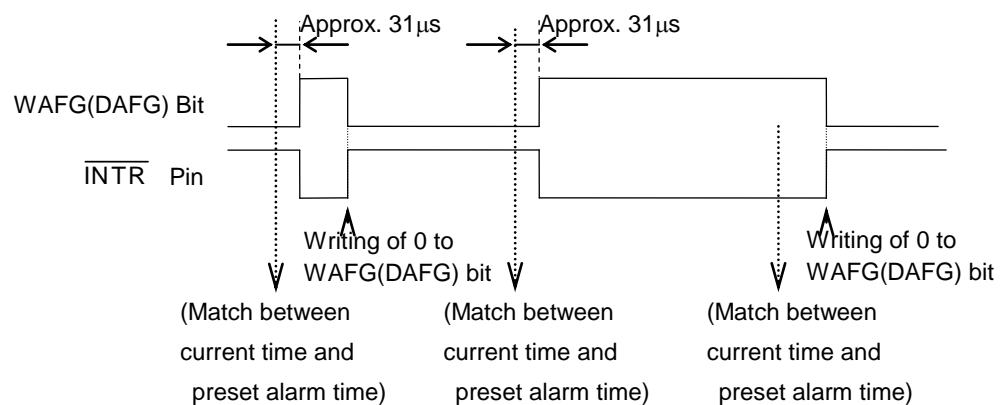 Approx. 31μs
Approx. 31μs
WAFG(DAFG) Bit
INTR Pin
Writing of 0 to
WAFG(DAFG) bit
Writing of 0 to
WAFG(DAFG) bit
(Match between
current time and
preset alarm time)
(Match between
current time and
preset alarm time)
(Match between
current time and
preset alarm time)